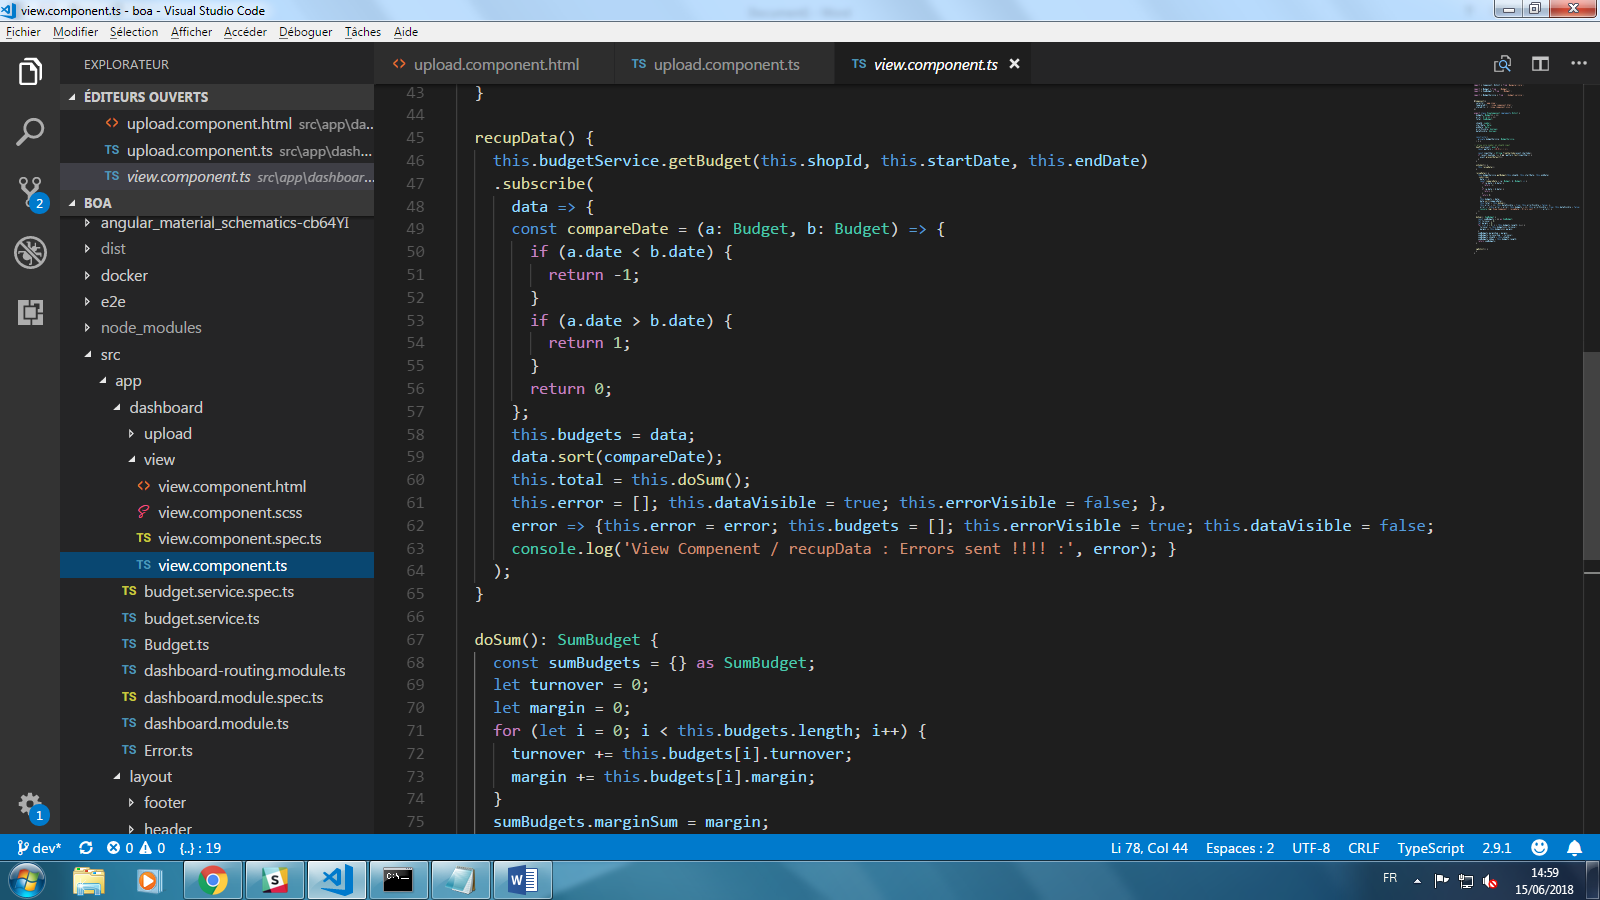 view.component.ts - boa - Visual Studio Code
Fichier Modifier Sélection Afficher Accéder Déboguer Tâches Aide
EXPLORATEUR
ÉDITEURS OUVERTS
upload.component.html src\app\da...
upload.component.ts src\app\dash...
view.component.ts src\app\dashboar...
BOA
angular_material_schematics-cb64YI
dist
docker
e2e
node_modules
src
app
dashboard
upload
view
view.component.html
view.component.scss
TS view.component.spec.ts
TS view.component.ts
TS budget.service.spec.ts
TS budget.service.ts
TS Budget.ts
TS dashboard-routing.module.ts
TS dashboard.module.spec.ts
TS dashboard.module.ts
TS Error.ts
layout
footer
header
upload.component.html TS upload.component.ts TS view.component.ts
43 }
44
45 recupData() {
46 this.budgetService.getBudget(this.shopId, this.startDate, this.endDate)
47 .subscribe(
48 data => {
49 const compareDate = (a: Budget, b: Budget) => {
50 if (a.date < b.date) {
51 return -1;
52 }
53 if (a.date > b.date) {
54 return 1;
55 }
56 return 0;
57 };
58 this.budgets = data;
59 data.sort(compareDate);
60 this.total = this.doSum();
61 this.error = []; this.dataVisible = true; this.errorVisible = false; },
62 error => {this.error = error; this.budgets = []; this.errorVisible = true; this.dataVisible = false;
63 console.log('View Compenent / recupData : Errors sent !!!! :', error); }
64 );
65 }
66
67 doSum(): SumBudget {
68 const sumBudgets = {} as SumBudget;
69 let turnover = 0;
70 let margin = 0;
71 for (let i = 0; i < this.budgets.length; i++) {
72 turnover += this.budgets[i].turnover;
73 margin += this.budgets[i].margin;
74 }
75 sumBudgets.marginSum = margin;
2
1
dev* 0 0 {..} : 19 Li 78, Col 44 Espaces : 2 UTF-8 CRLF TypeScript 2.9.1
FR 14:59
15/06/2018